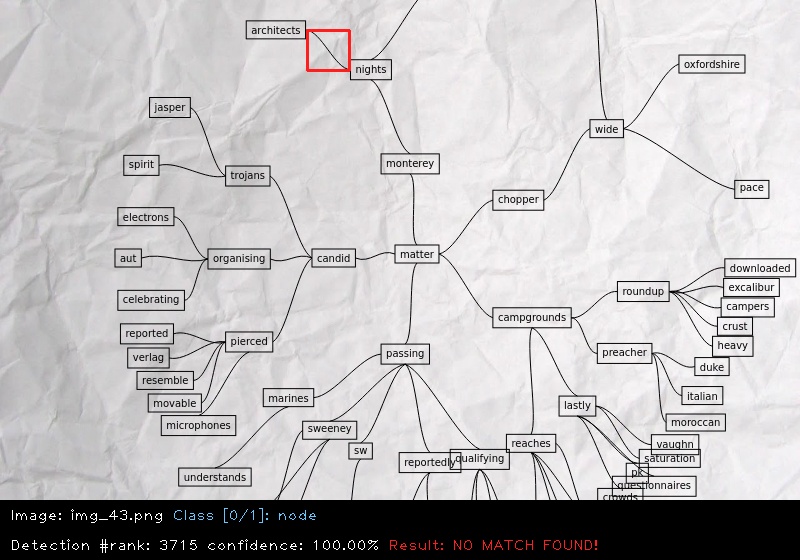 architects
nights
oxfordshire
jasper
wide
spirit
monterey
trojans
pace
chopper
electrons
aut
organising
candid
matter
downloaded
celebrating
roundup
excalibur
campers
campgrounds
crust
reported
pierced
heavy
verlag
passing
preacher
duke
resemble
marines
italian
movable
lastly
microphones
sweeney
moroccan
reaches
vaughn
sw
reportedly
qualifying
saturation
understands
pk
questionnaires
crowds
Image: img_43.png Class [0/1]: node
Detection #rank: 3715 confidence: 100.00% Result: NO MATCH FOUND!